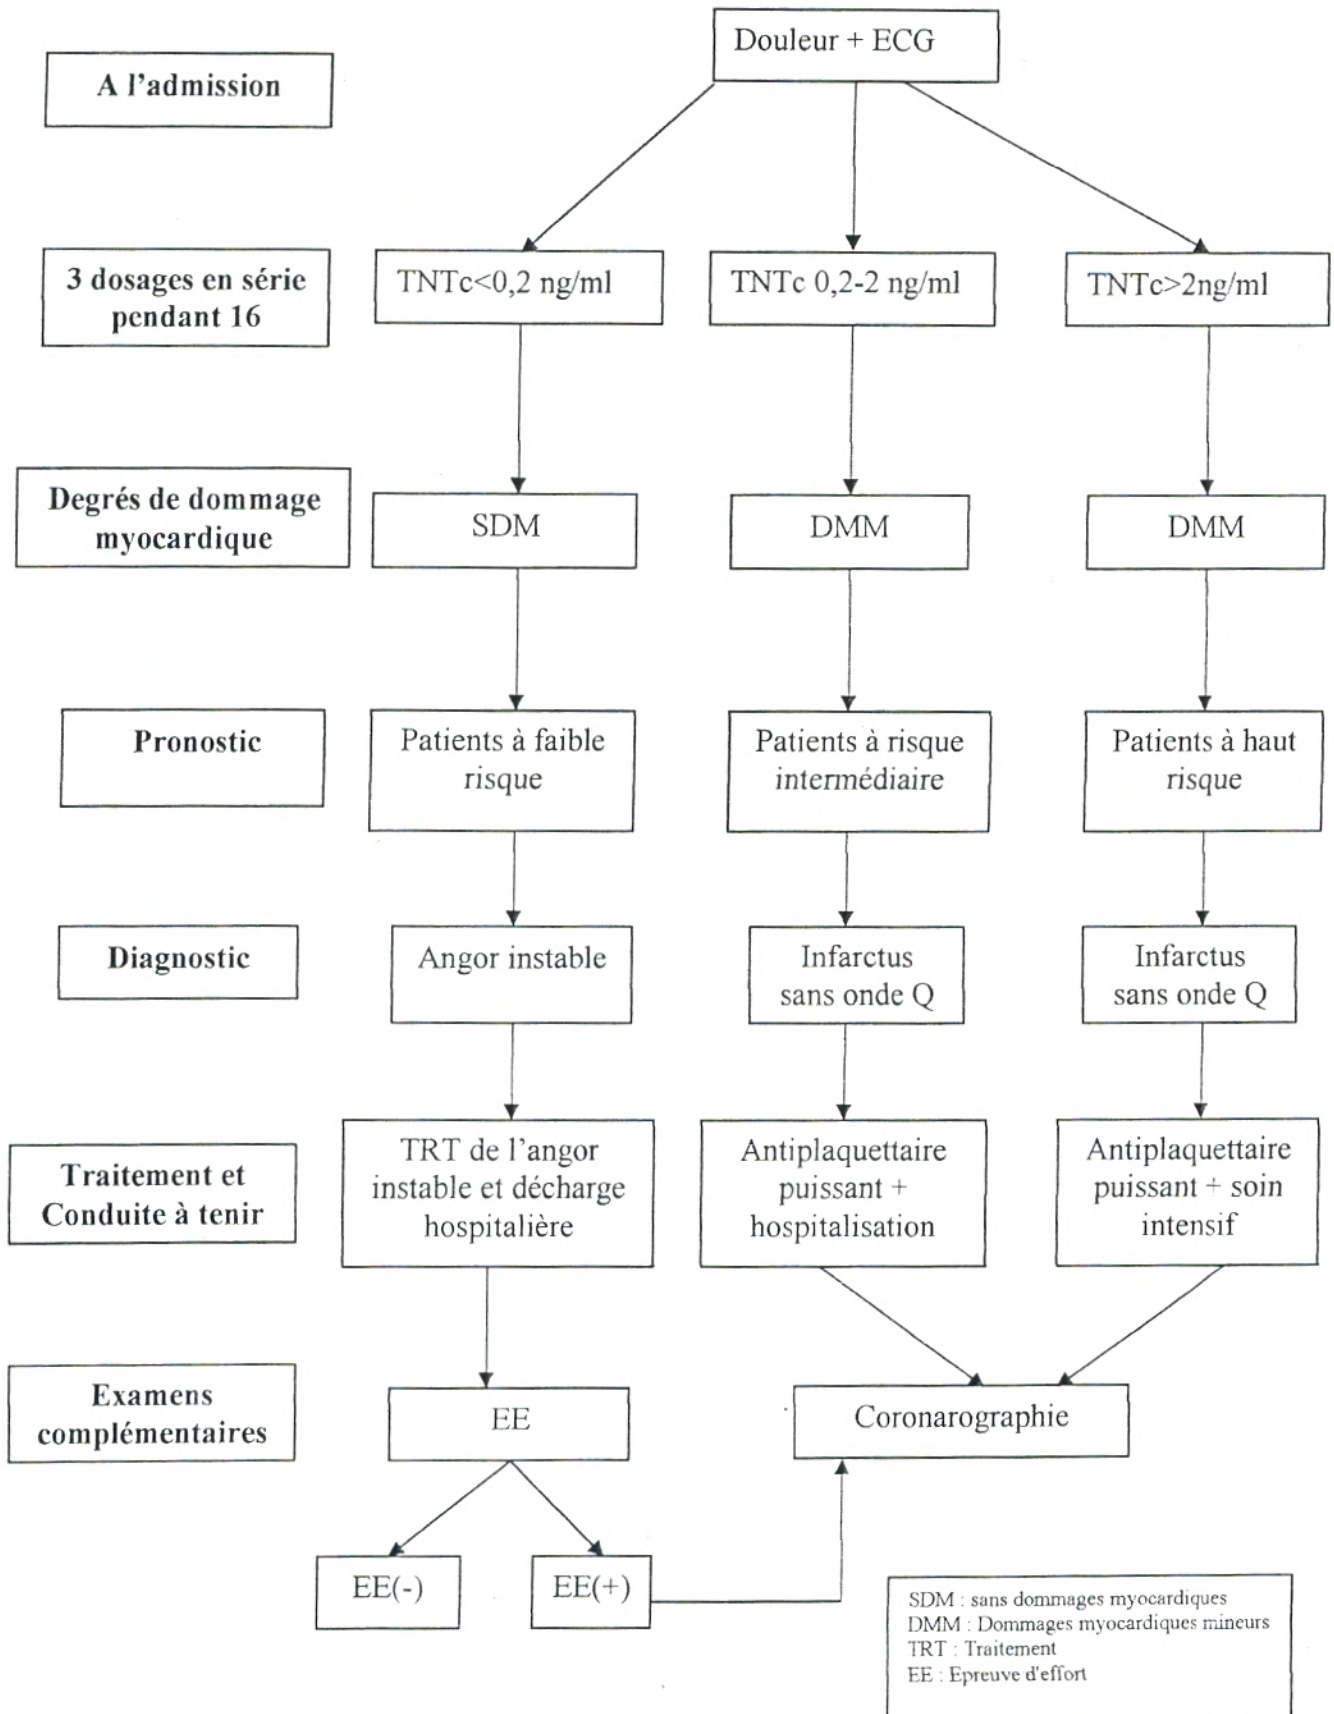 Douleur + ECG
A l'admission
3 dosages en série
pendant 16
TNTc<0,2 ng/ml
TNTc 0,2-2 ng/ml
TNTc>2ng/ml
Degrés de dommage
myocardique
SDM
DMM
DMM
Pronostic
Patients à faible
risque
Patients à risque
intermédiaire
Patients à haut
risque
Diagnostic
Angor instable
Infarctus
sans onde Q
Infarctus
sans onde Q
Traitement et
Conduite à tenir
TRT de l'angor
instable et décharge
hospitalière
Antiplaquettaire
puissant +
hospitalisation
Antiplaquettaire
puissant + soin
intensif
Examens
complémentaires
EE
Coronarographie
EE(-)
EE(+)
SDM : sans dommages myocardiques
DMM : Dommages myocardiques mineurs
TRT : Traitement
EE : Epreuve d'effort